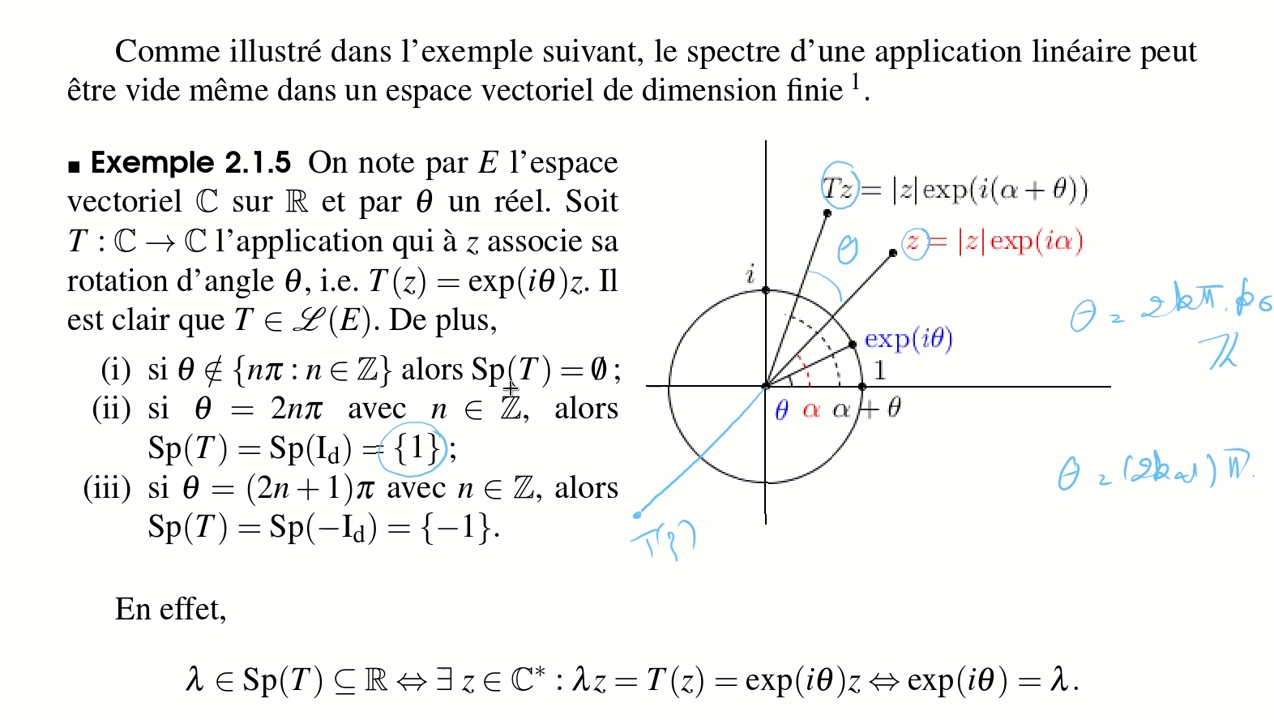 Comme illustré dans l'exemple suivant, le spectre d'une application linéaire peut
être vide même dans un espace vectoriel de dimension finie ¹.
▪ Exemple 2.1.5 On note par E l'espace
vectoriel ℂ sur ℝ et par θ un réel. Soit
T : ℂ → ℂ l'application qui à z associe sa
rotation d'angle θ, i.e. T(z) = exp(iθ)z. Il
est clair que T ∈ ℒ(E). De plus,
(i) si θ ∉ {nπ : n ∈ ℤ} alors Sp(T) = ∅ ;
(ii) si θ = 2nπ avec n ∈ ℤ, alors
Sp(T) = Sp(I_d) = {1} ;
(iii) si θ = (2n+1)π avec n ∈ ℤ, alors
Sp(T) = Sp(−I_d) = {−1}.
Tz = |z| exp(i(α + θ))
θ
z = |z| exp(iα)
i
exp(iθ)
1
θ α α + θ
T(z)
θ = 2kπ, k ∈
ℤ
θ = (2k+1)π.
En effet,
λ ∈ Sp(T) ⊆ ℝ ⇔ ∃ z ∈ ℂ* : λz = T(z) = exp(iθ)z ⇔ exp(iθ) = λ.